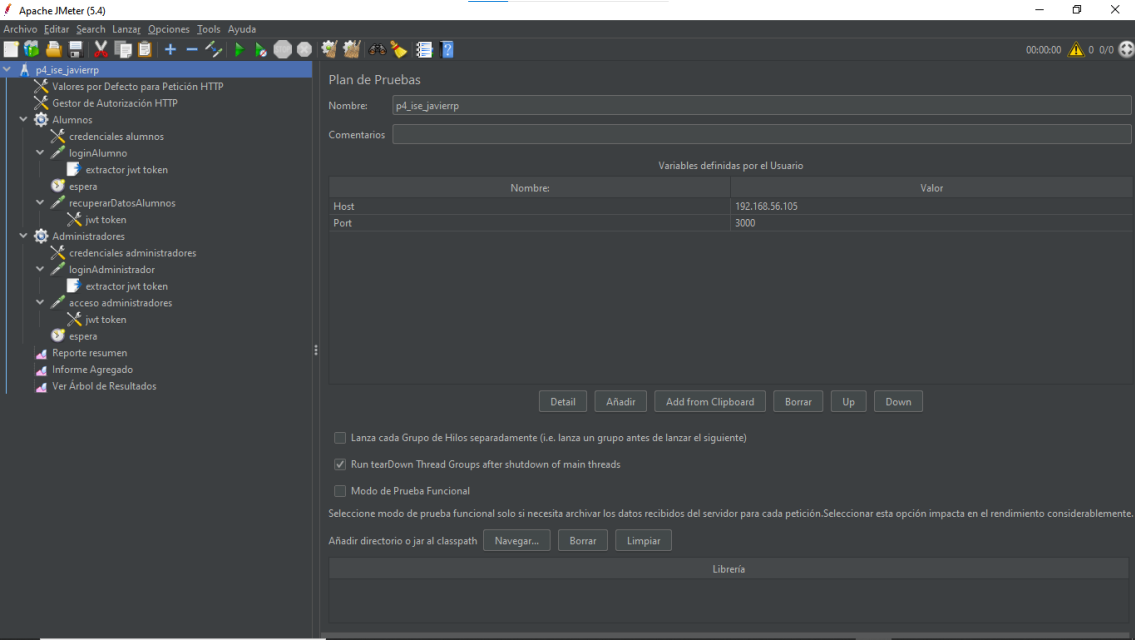 Apache JMeter (5.4)
Archivo Editar Search Lanzar Opciones Tools Ayuda
00:00:00 0 0/0
p4_ise_javierrp
Valores por Defecto para Petición HTTP
Gestor de Autorización HTTP
Alumnos
credenciales alumnos
loginAlumno
extractor jwt token
espera
recuperarDatosAlumnos
jwt token
Administradores
credenciales administradores
loginAdministrador
extractor jwt token
acceso administradores
jwt token
espera
Reporte resumen
Informe Agregado
Ver Árbol de Resultados
Plan de Pruebas
Nombre: p4_ise_javierrp
Comentarios
Variables definidas por el Usuario
Nombre: Valor
Host 192.168.56.105
Port 3000
Detail Añadir Add from Clipboard Borrar Up Down
Lanza cada Grupo de Hilos separadamente (i.e. lanza un grupo antes de lanzar el siguiente)
Run tearDown Thread Groups after shutdown of main threads
Modo de Prueba Funcional
Seleccione modo de prueba funcional solo si necesita archivar los datos recibidos del servidor para cada petición.Seleccionar esta opción impacta en el rendimiento considerablemente.
Añadir directorio o jar al classpath Navegar... Borrar Limpiar
Librería